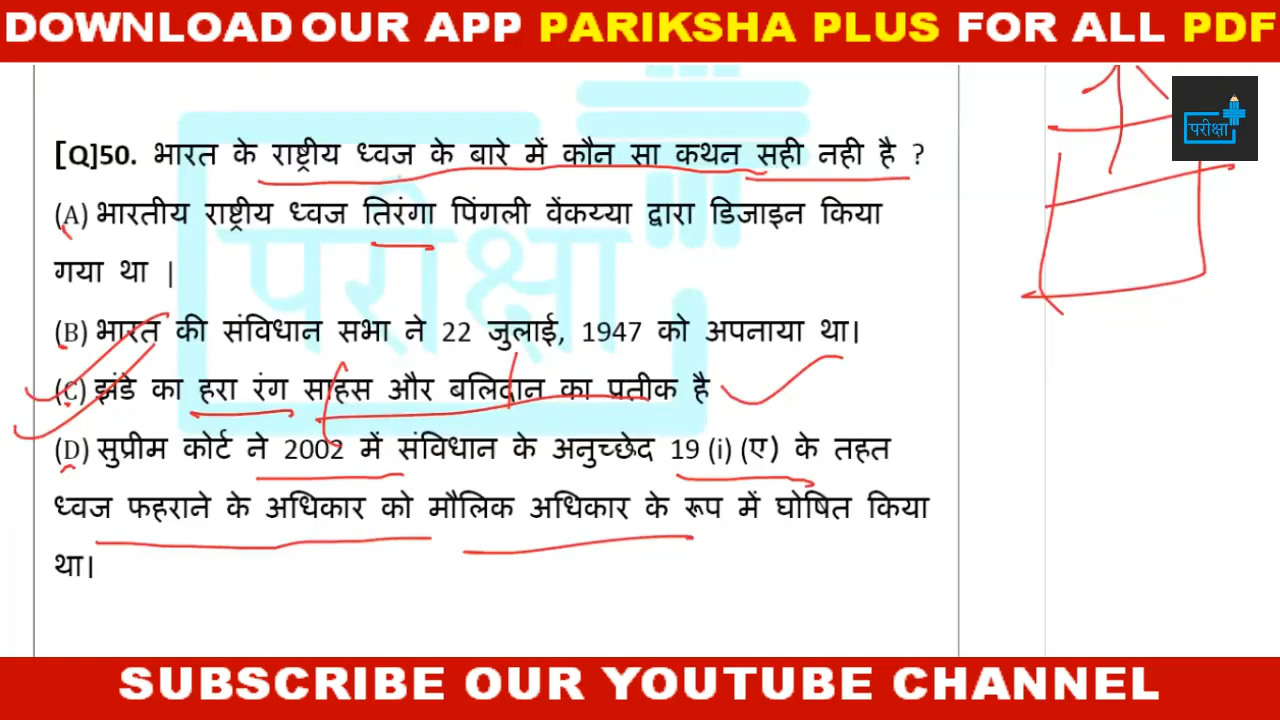 DOWNLOAD OUR APP PARIKSHA PLUS FOR ALL PDF
परीक्षा
[Q]50. भारत के राष्ट्रीय ध्वज के बारे में कौन सा कथन सही नही है ?
(A) भारतीय राष्ट्रीय ध्वज तिरंगा पिंगली वेंकय्या द्वारा डिजाइन किया
गया था |
(B) भारत की संविधान सभा ने 22 जुलाई, 1947 को अपनाया था।
(C) झंडे का हरा रंग साहस और बलिदान का प्रतीक है
(D) सुप्रीम कोर्ट ने 2002 में संविधान के अनुच्छेद 19 (i) (ए) के तहत
ध्वज फहराने के अधिकार को मौलिक अधिकार के रूप में घोषित किया
था।
परीक्षा
SUBSCRIBE OUR YOUTUBE CHANNEL